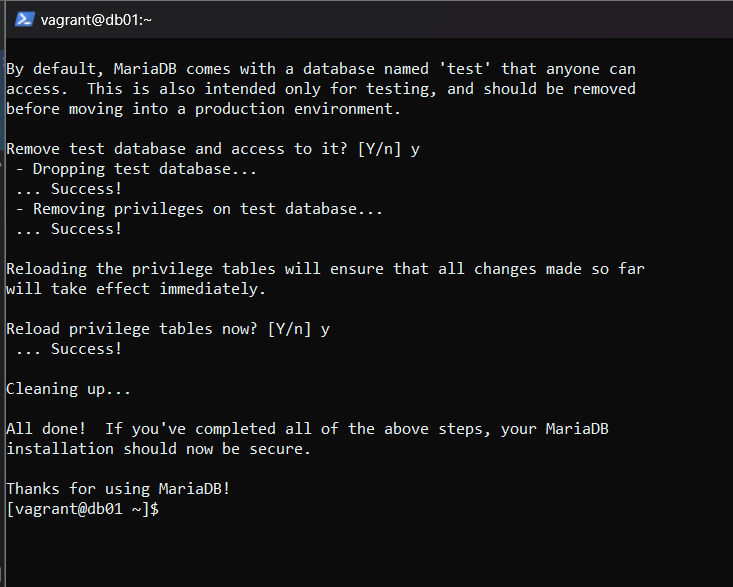 vagrant@db01:~
By default, MariaDB comes with a database named 'test' that anyone can
access.  This is also intended only for testing, and should be removed
before moving into a production environment.
Remove test database and access to it? [Y/n] y
 - Dropping test database...
 ... Success!
 - Removing privileges on test database...
 ... Success!
Reloading the privilege tables will ensure that all changes made so far
will take effect immediately.
Reload privilege tables now? [Y/n] y
 ... Success!
Cleaning up...
All done!  If you've completed all of the above steps, your MariaDB
installation should now be secure.
Thanks for using MariaDB!
[vagrant@db01 ~]$